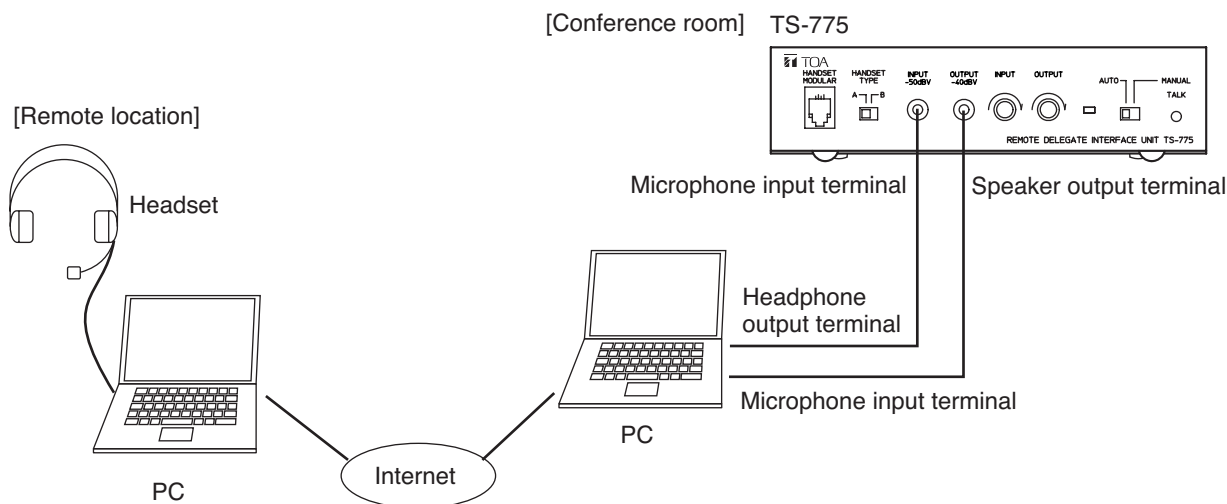 [Conference room] TS-775
TOA
HANDSET
MODULAR
HANDSET
TYPE
A B
INPUT
-50dBV
OUTPUT
-40dBV
INPUT
OUTPUT
AUTO
MANUAL
TALK
REMOTE DELEGATE INTERFACE UNIT TS-775
[Remote location]
Headset
Microphone input terminal
Speaker output terminal
Headphone
output terminal
Microphone input terminal
PC
Internet
PC